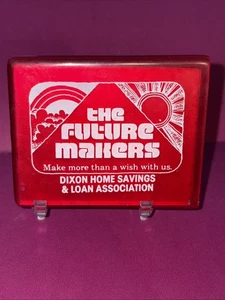 the
future
makers
Make more than a wish with us.
DIXON HOME SAVINGS
& LOAN ASSOCIATION